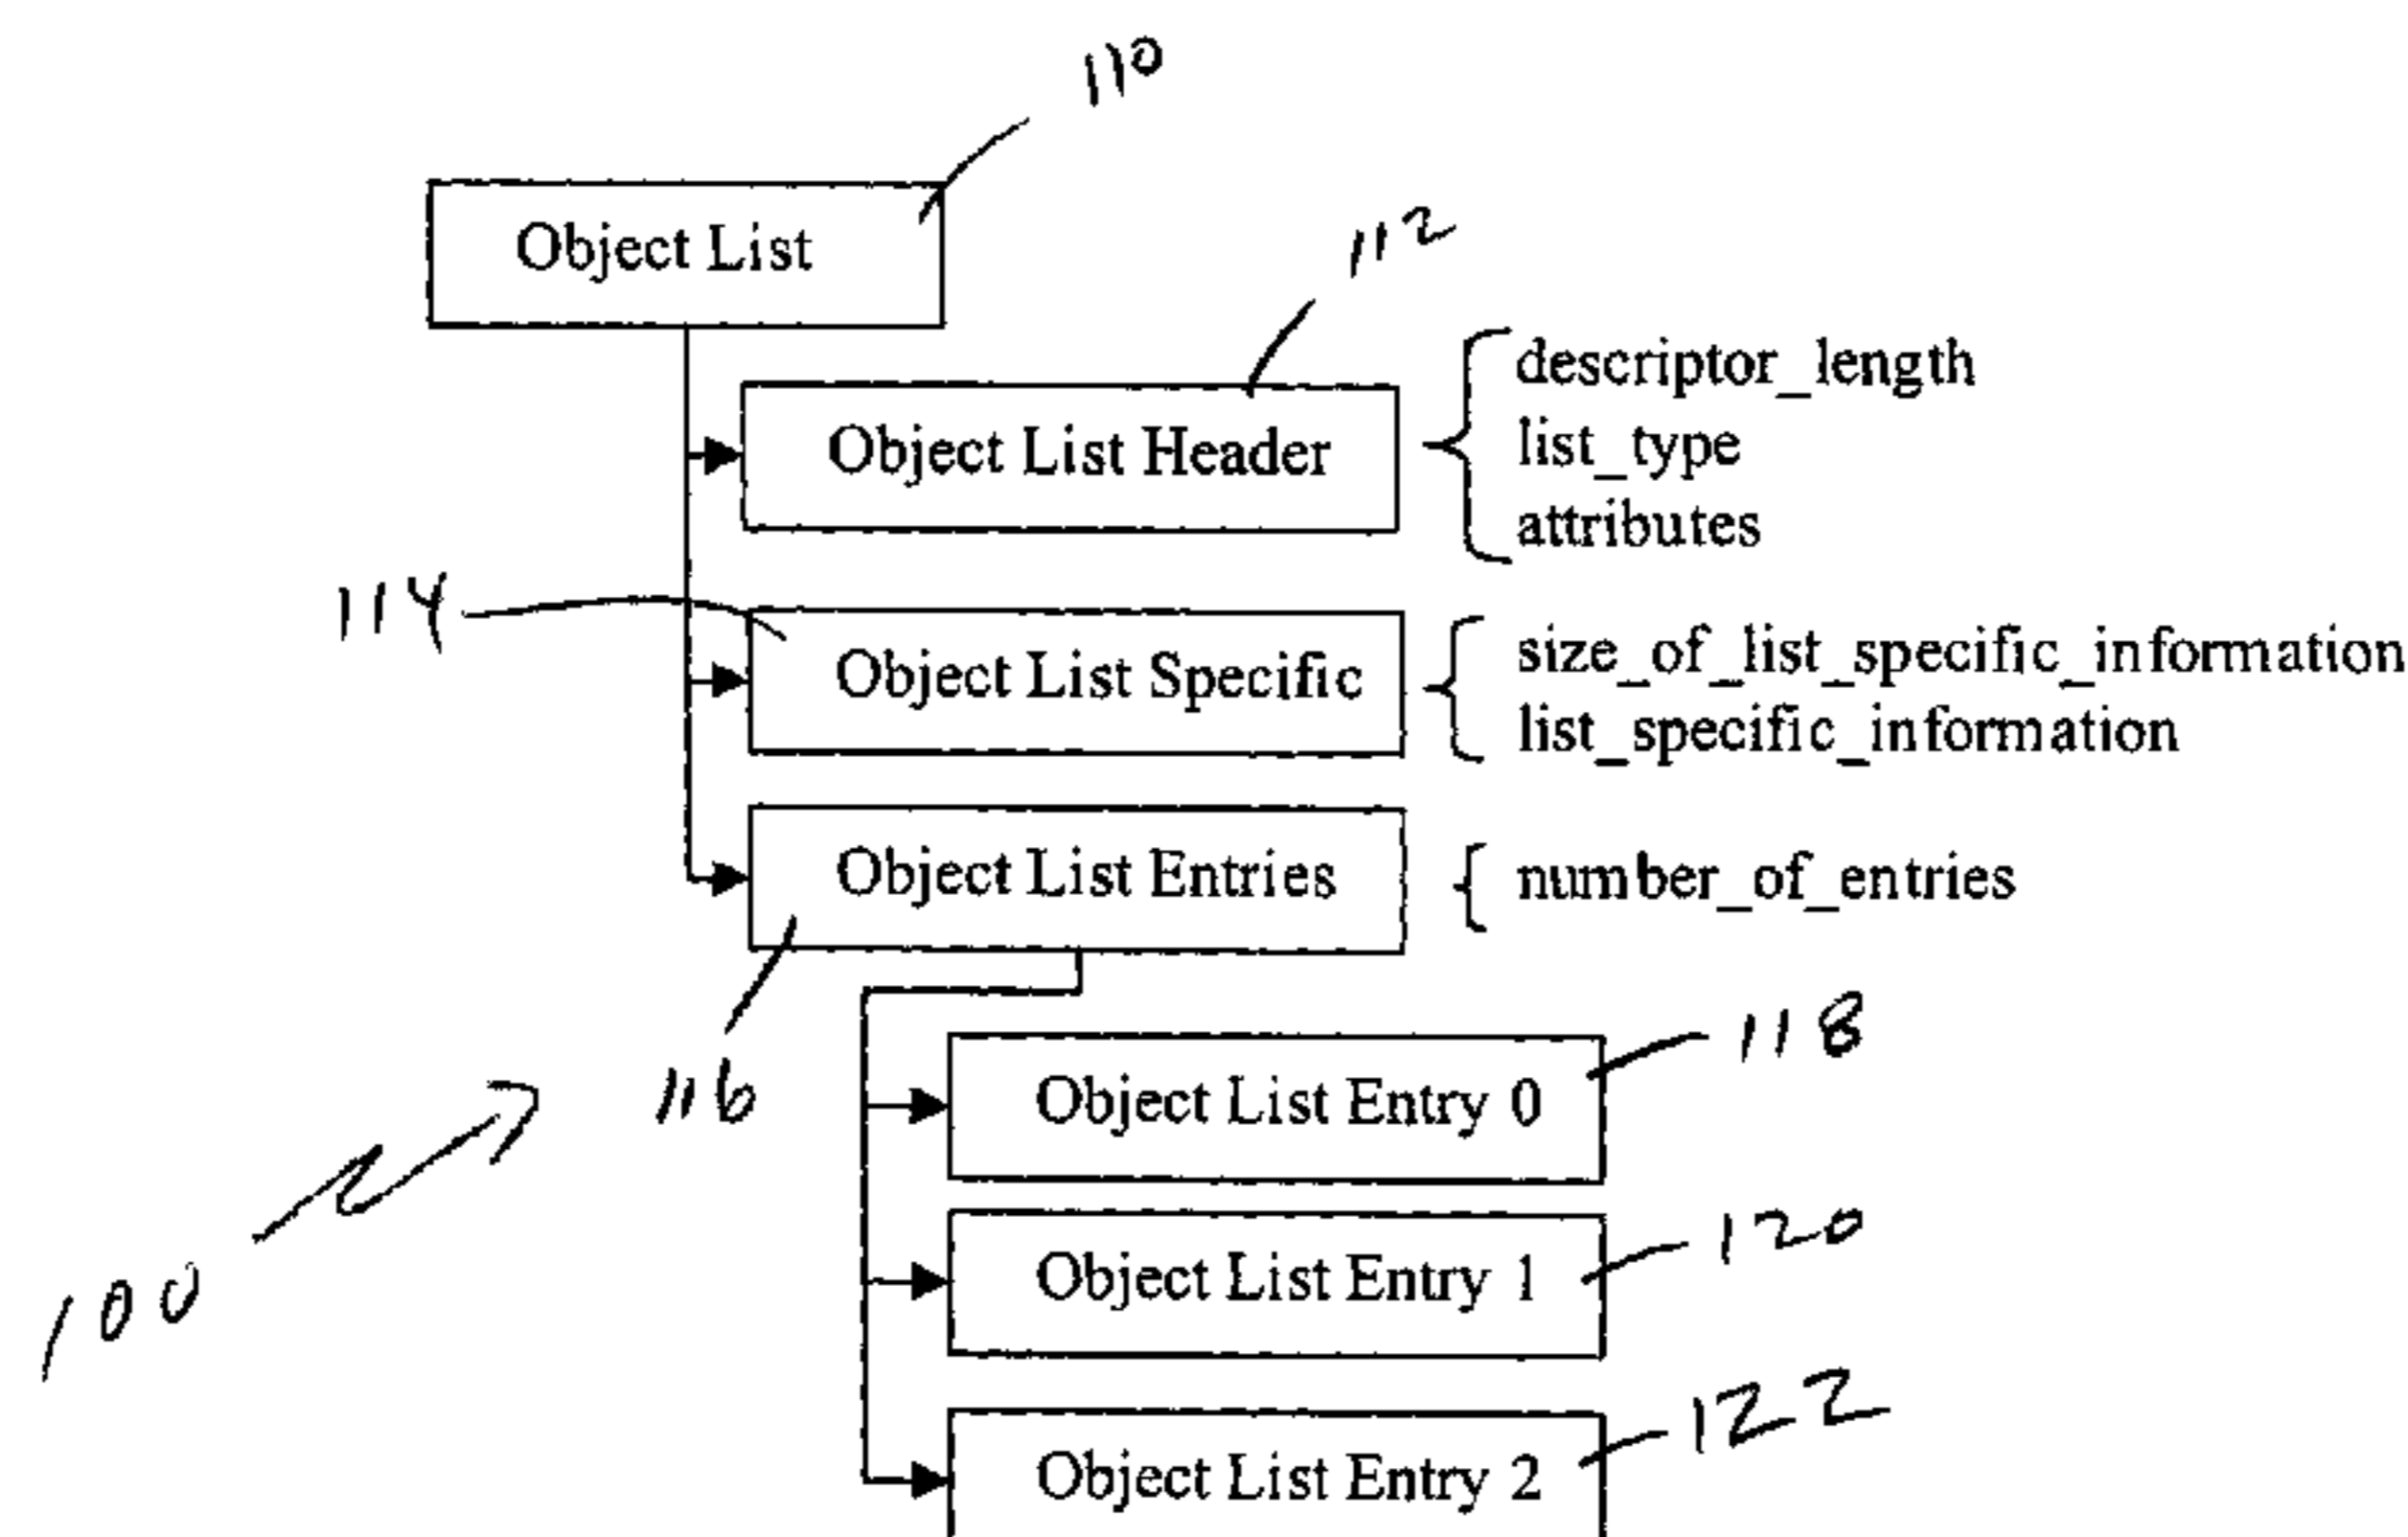 110
Object List
112
descriptor_length
Object List Header
list_type
attributes
114
Object List Specific
size_of_list_specific_information
list_specific_information
Object List Entries
number_of_entries
116
118
Object List Entry 0
120
Object List Entry 1
100
122
Object List Entry 2